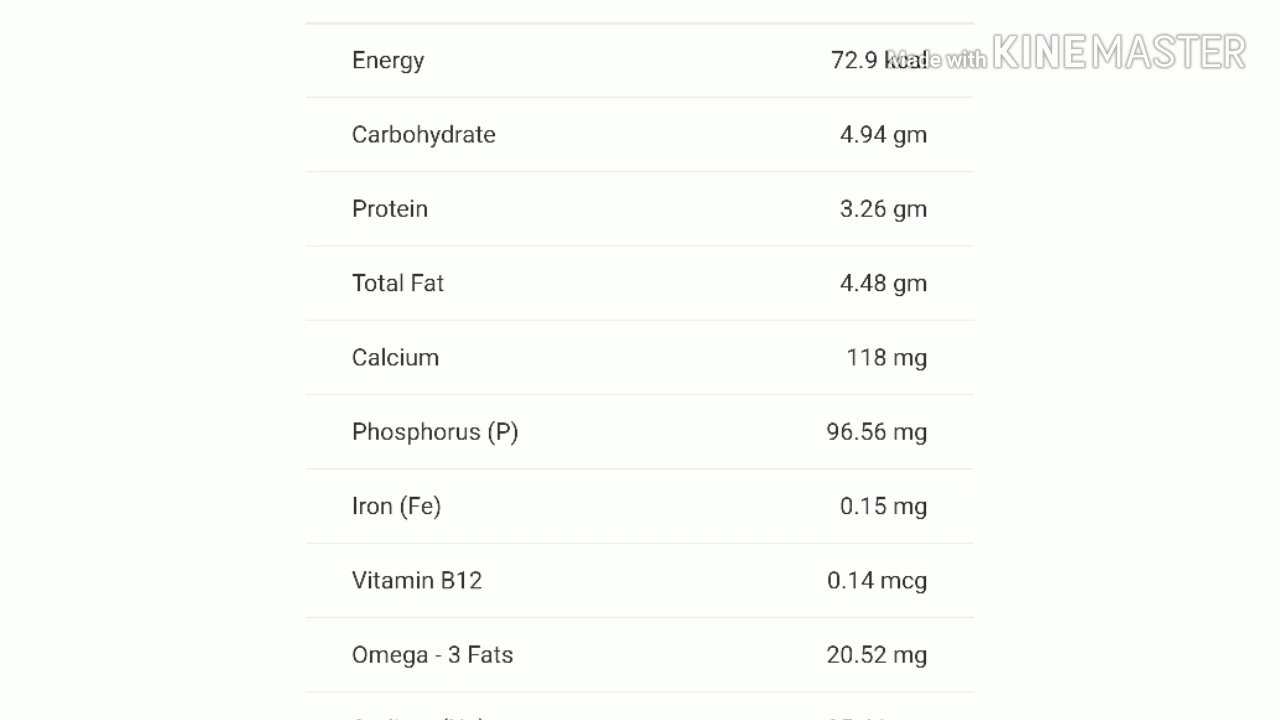 Energy 72.9 kcal
Made with KINEMASTER
Carbohydrate 4.94 gm
Protein 3.26 gm
Total Fat 4.48 gm
Calcium 118 mg
Phosphorus (P) 96.56 mg
Iron (Fe) 0.15 mg
Vitamin B12 0.14 mcg
Omega - 3 Fats 20.52 mg